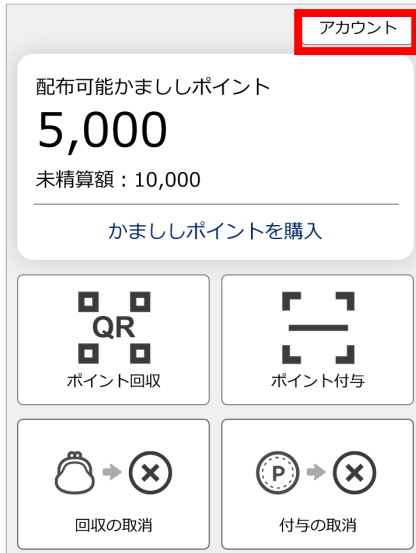 アカウント
配布可能かまししポイント
5,000
未精算額：10,000
かまししポイントを購入
QR
ポイント回収
ポイント付与
P
回収の取消
付与の取消